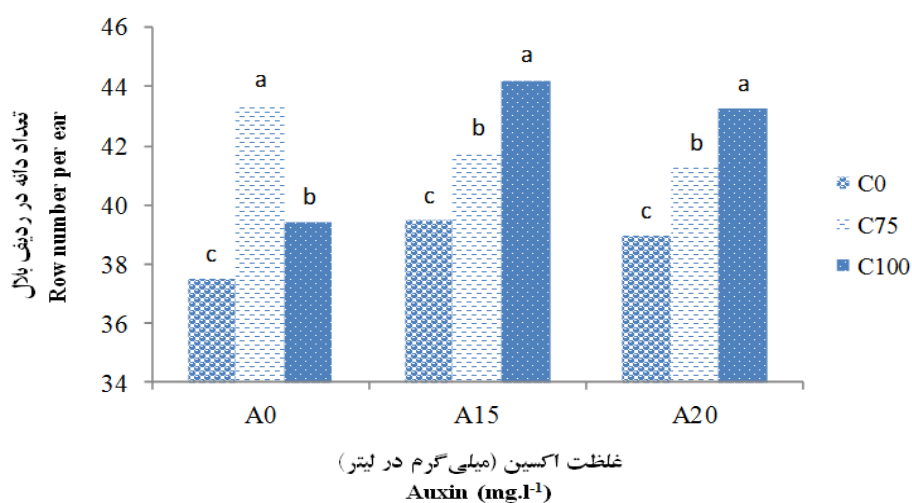 تعداد دانه در ردیف بلال
Row number per ear
46
44
42
40
38
36
34
c
a
b
c
b
a
c
b
a
C0
C75
C100
A0
A15
A20
غلظت اکسین (میلی‌گرم در لیتر)
Auxin (mg.l⁻¹)